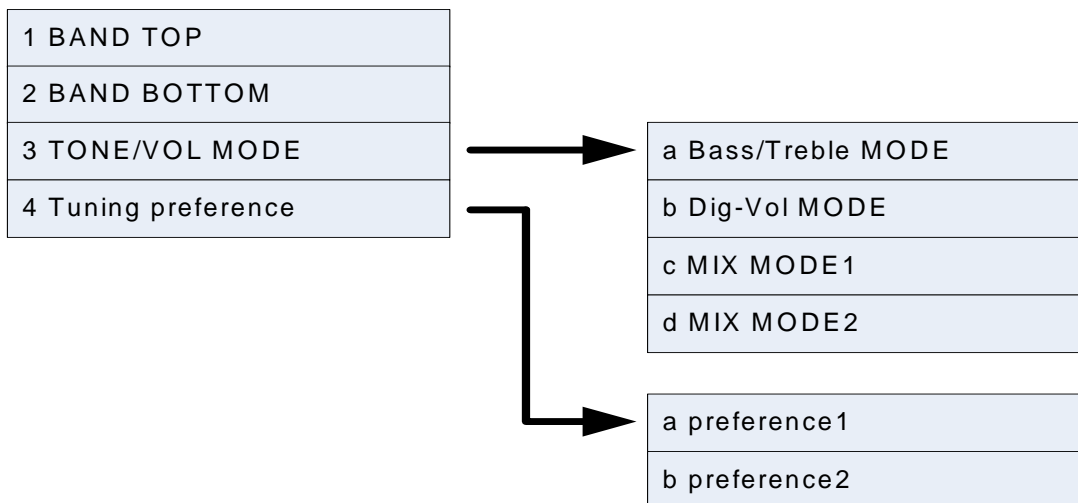 1 BAND TOP
2 BAND BOTTOM
3 TONE/VOL MODE
4 Tuning preference
a Bass/Treble MODE
b Dig-Vol MODE
c MIX MODE1
d MIX MODE2
a preference1
b preference2